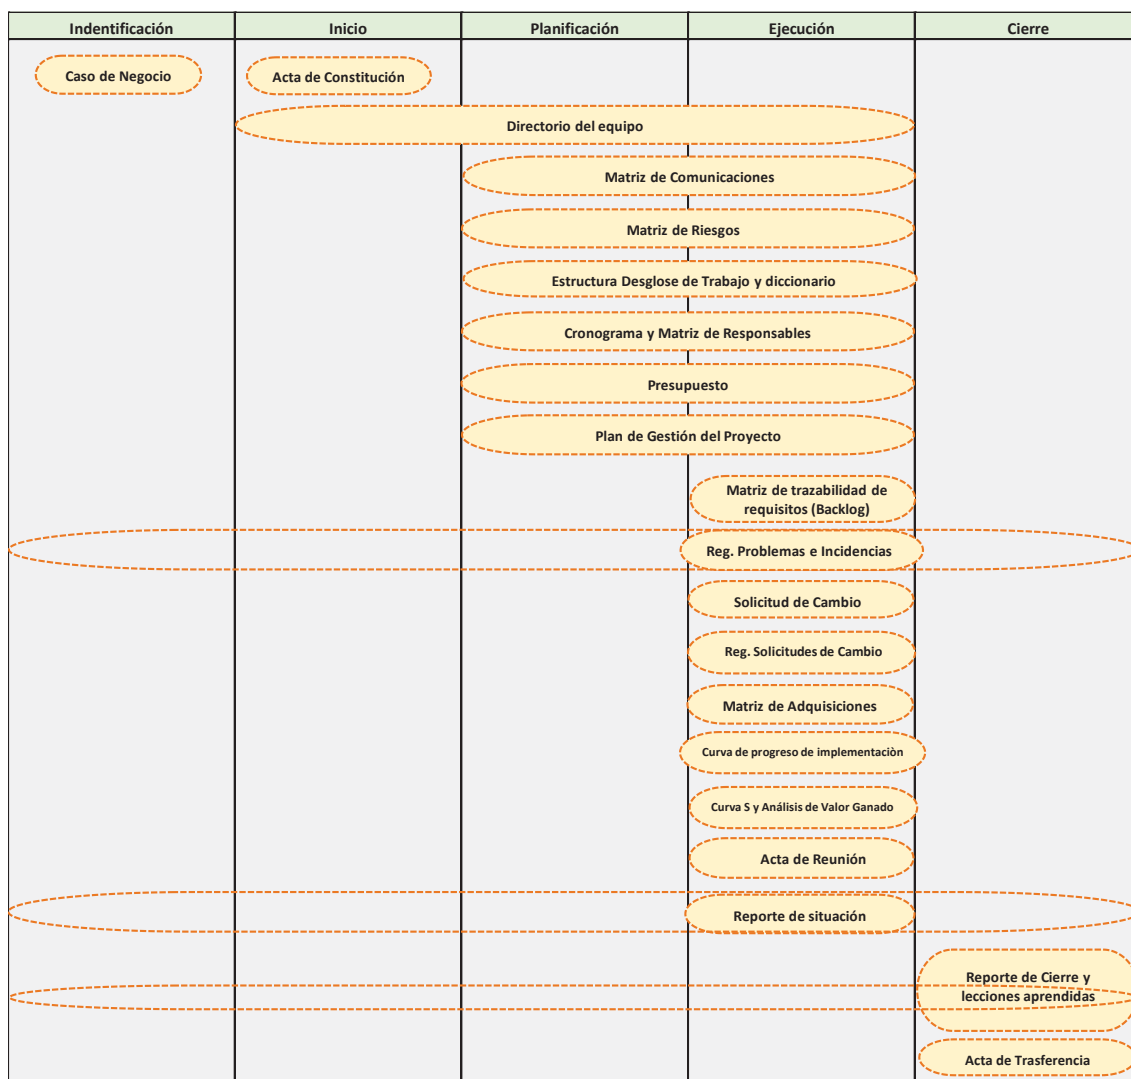 Indentificación
Inicio
Planificación
Ejecución
Cierre
Caso de Negocio
Acta de Constitución
Directorio del equipo
Matriz de Comunicaciones
Matriz de Riesgos
Estructura Desglose de Trabajo y diccionario
Cronograma y Matriz de Responsables
Presupuesto
Plan de Gestión del Proyecto
Matriz de trazabilidad de
requisitos (Backlog)
Reg. Problemas e Incidencias
Solicitud de Cambio
Reg. Solicitudes de Cambio
Matriz de Adquisiciones
Curva de progreso de implementaciòn
Curva S y Análisis de Valor Ganado
Acta de Reunión
Reporte de situación
Reporte de Cierre y
lecciones aprendidas
Acta de Trasferencia